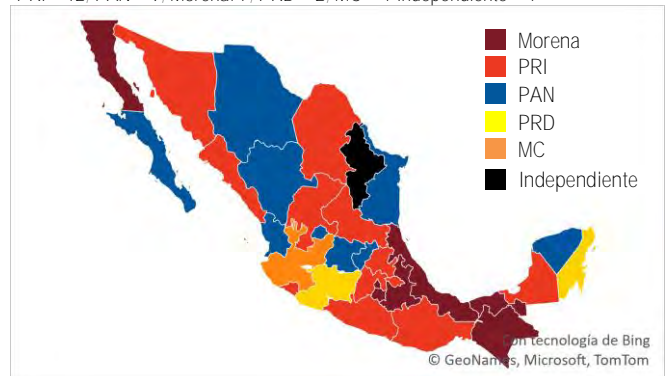 Morena
PRI
PAN
PRD
MC
Independiente
Con tecnología de Bing
© GeoNames, Microsoft, TomTom